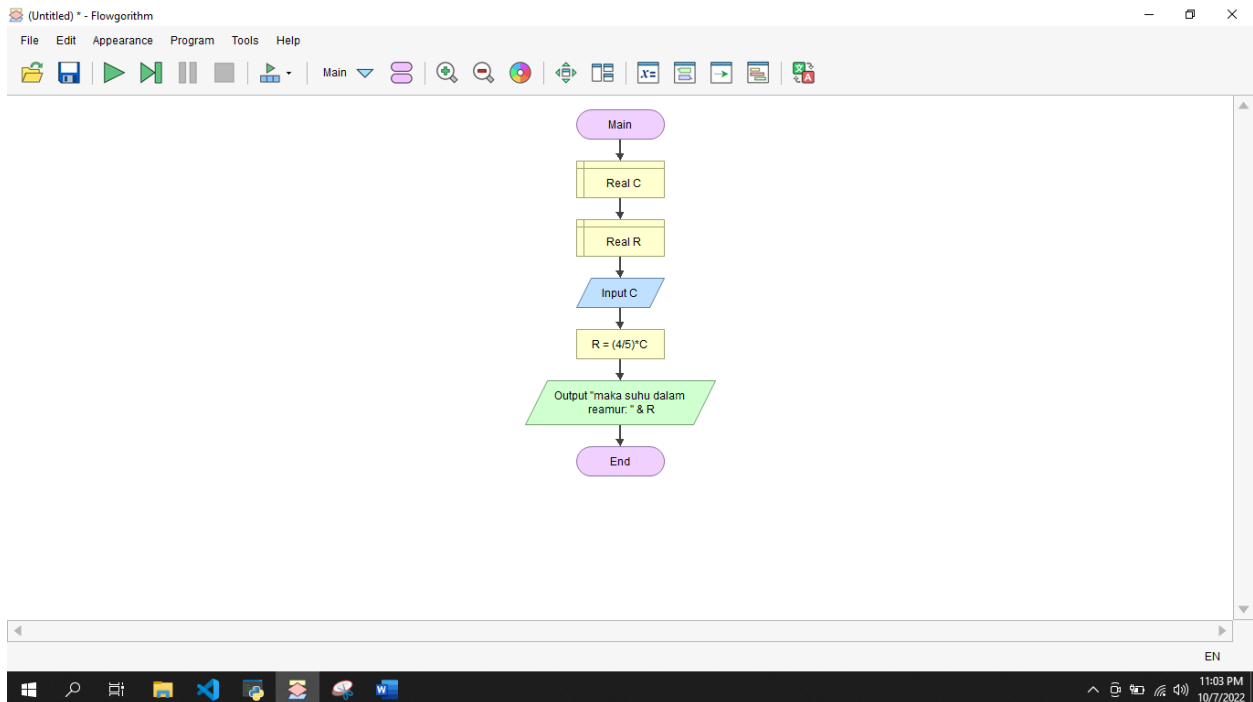 (Untitled) * - Flowgorithm
File Edit Appearance Program Tools Help
Main
x=
文 A
Main
Real C
Real R
Input C
R = (4/5)*C
Output "maka suhu dalam
reamur: " & R
End
EN
W
11:03 PM
10/7/2022